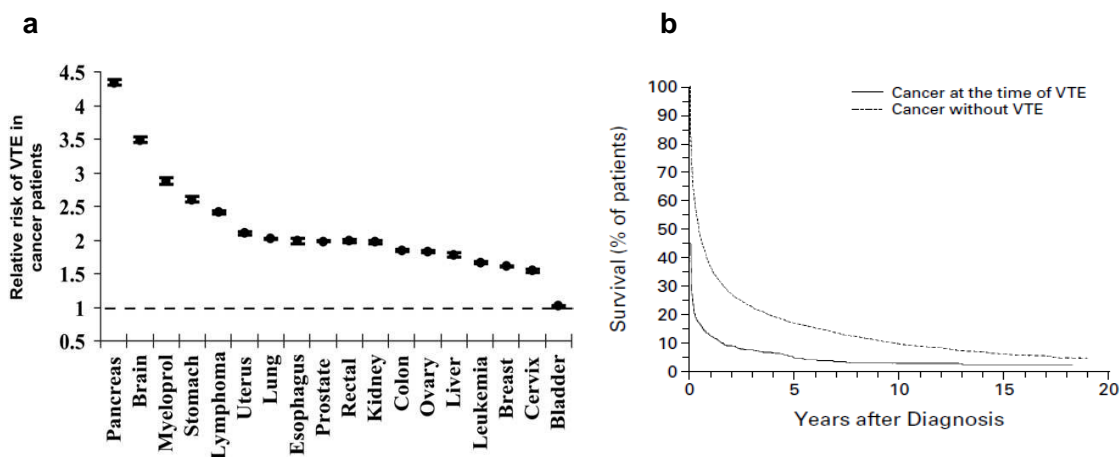 a
Relative risk of VTE in
cancer patients
4.5
4
3.5
3
2.5
2
1.5
1
0.5
Pancreas
Brain
Myeloprol
Stomach
Lymphoma
Uterus
Lung
Esophagus
Prostate
Rectal
Kidney
Colon
Ovary
Liver
Leukemia
Breast
Cervix
Bladder
b
Cancer at the time of VTE
Cancer without VTE
Survival (% of patients)
100
90
80
70
60
50
40
30
20
10
0
0 5 10 15 20
Years after Diagnosis